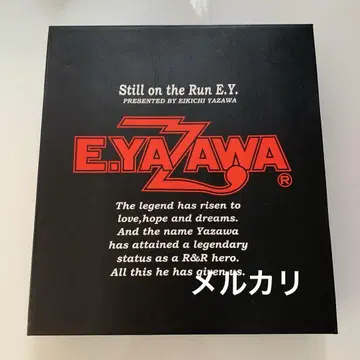 Still on the Run E.Y.
PRESENTED BY EIKICHI YAZAWA
E.YAZAWA®
The legend has risen to
love,hope and dreams.
And the name Yazawa
has attained a legendary
status as a R&R hero.
All this he has given us.
メルカリ